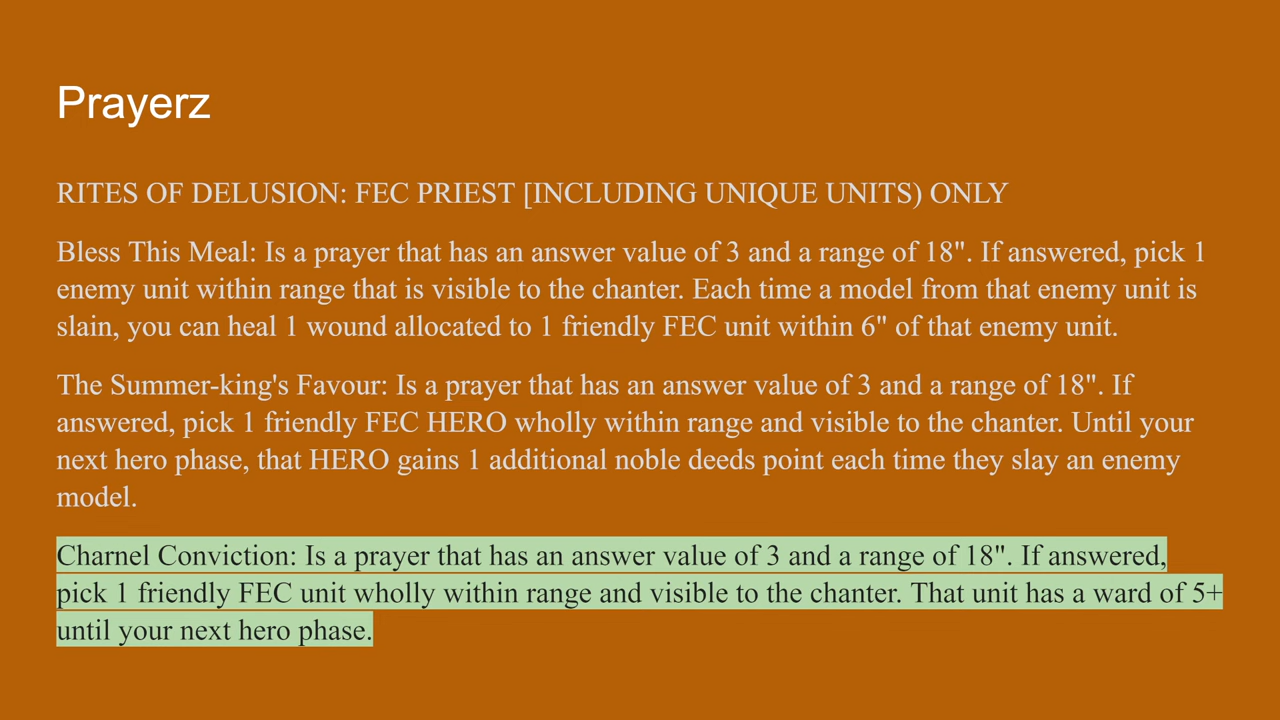 Prayerz
RITES OF DELUSION: FEC PRIEST [INCLUDING UNIQUE UNITS) ONLY
Bless This Meal: Is a prayer that has an answer value of 3 and a range of 18". If answered, pick 1
enemy unit within range that is visible to the chanter. Each time a model from that enemy unit is
slain, you can heal 1 wound allocated to 1 friendly FEC unit within 6" of that enemy unit.
The Summer-king's Favour: Is a prayer that has an answer value of 3 and a range of 18". If
answered, pick 1 friendly FEC HERO wholly within range and visible to the chanter. Until your
next hero phase, that HERO gains 1 additional noble deeds point each time they slay an enemy
model.
Charnel Conviction: Is a prayer that has an answer value of 3 and a range of 18". If answered,
pick 1 friendly FEC unit wholly within range and visible to the chanter. That unit has a ward of 5+
until your next hero phase.